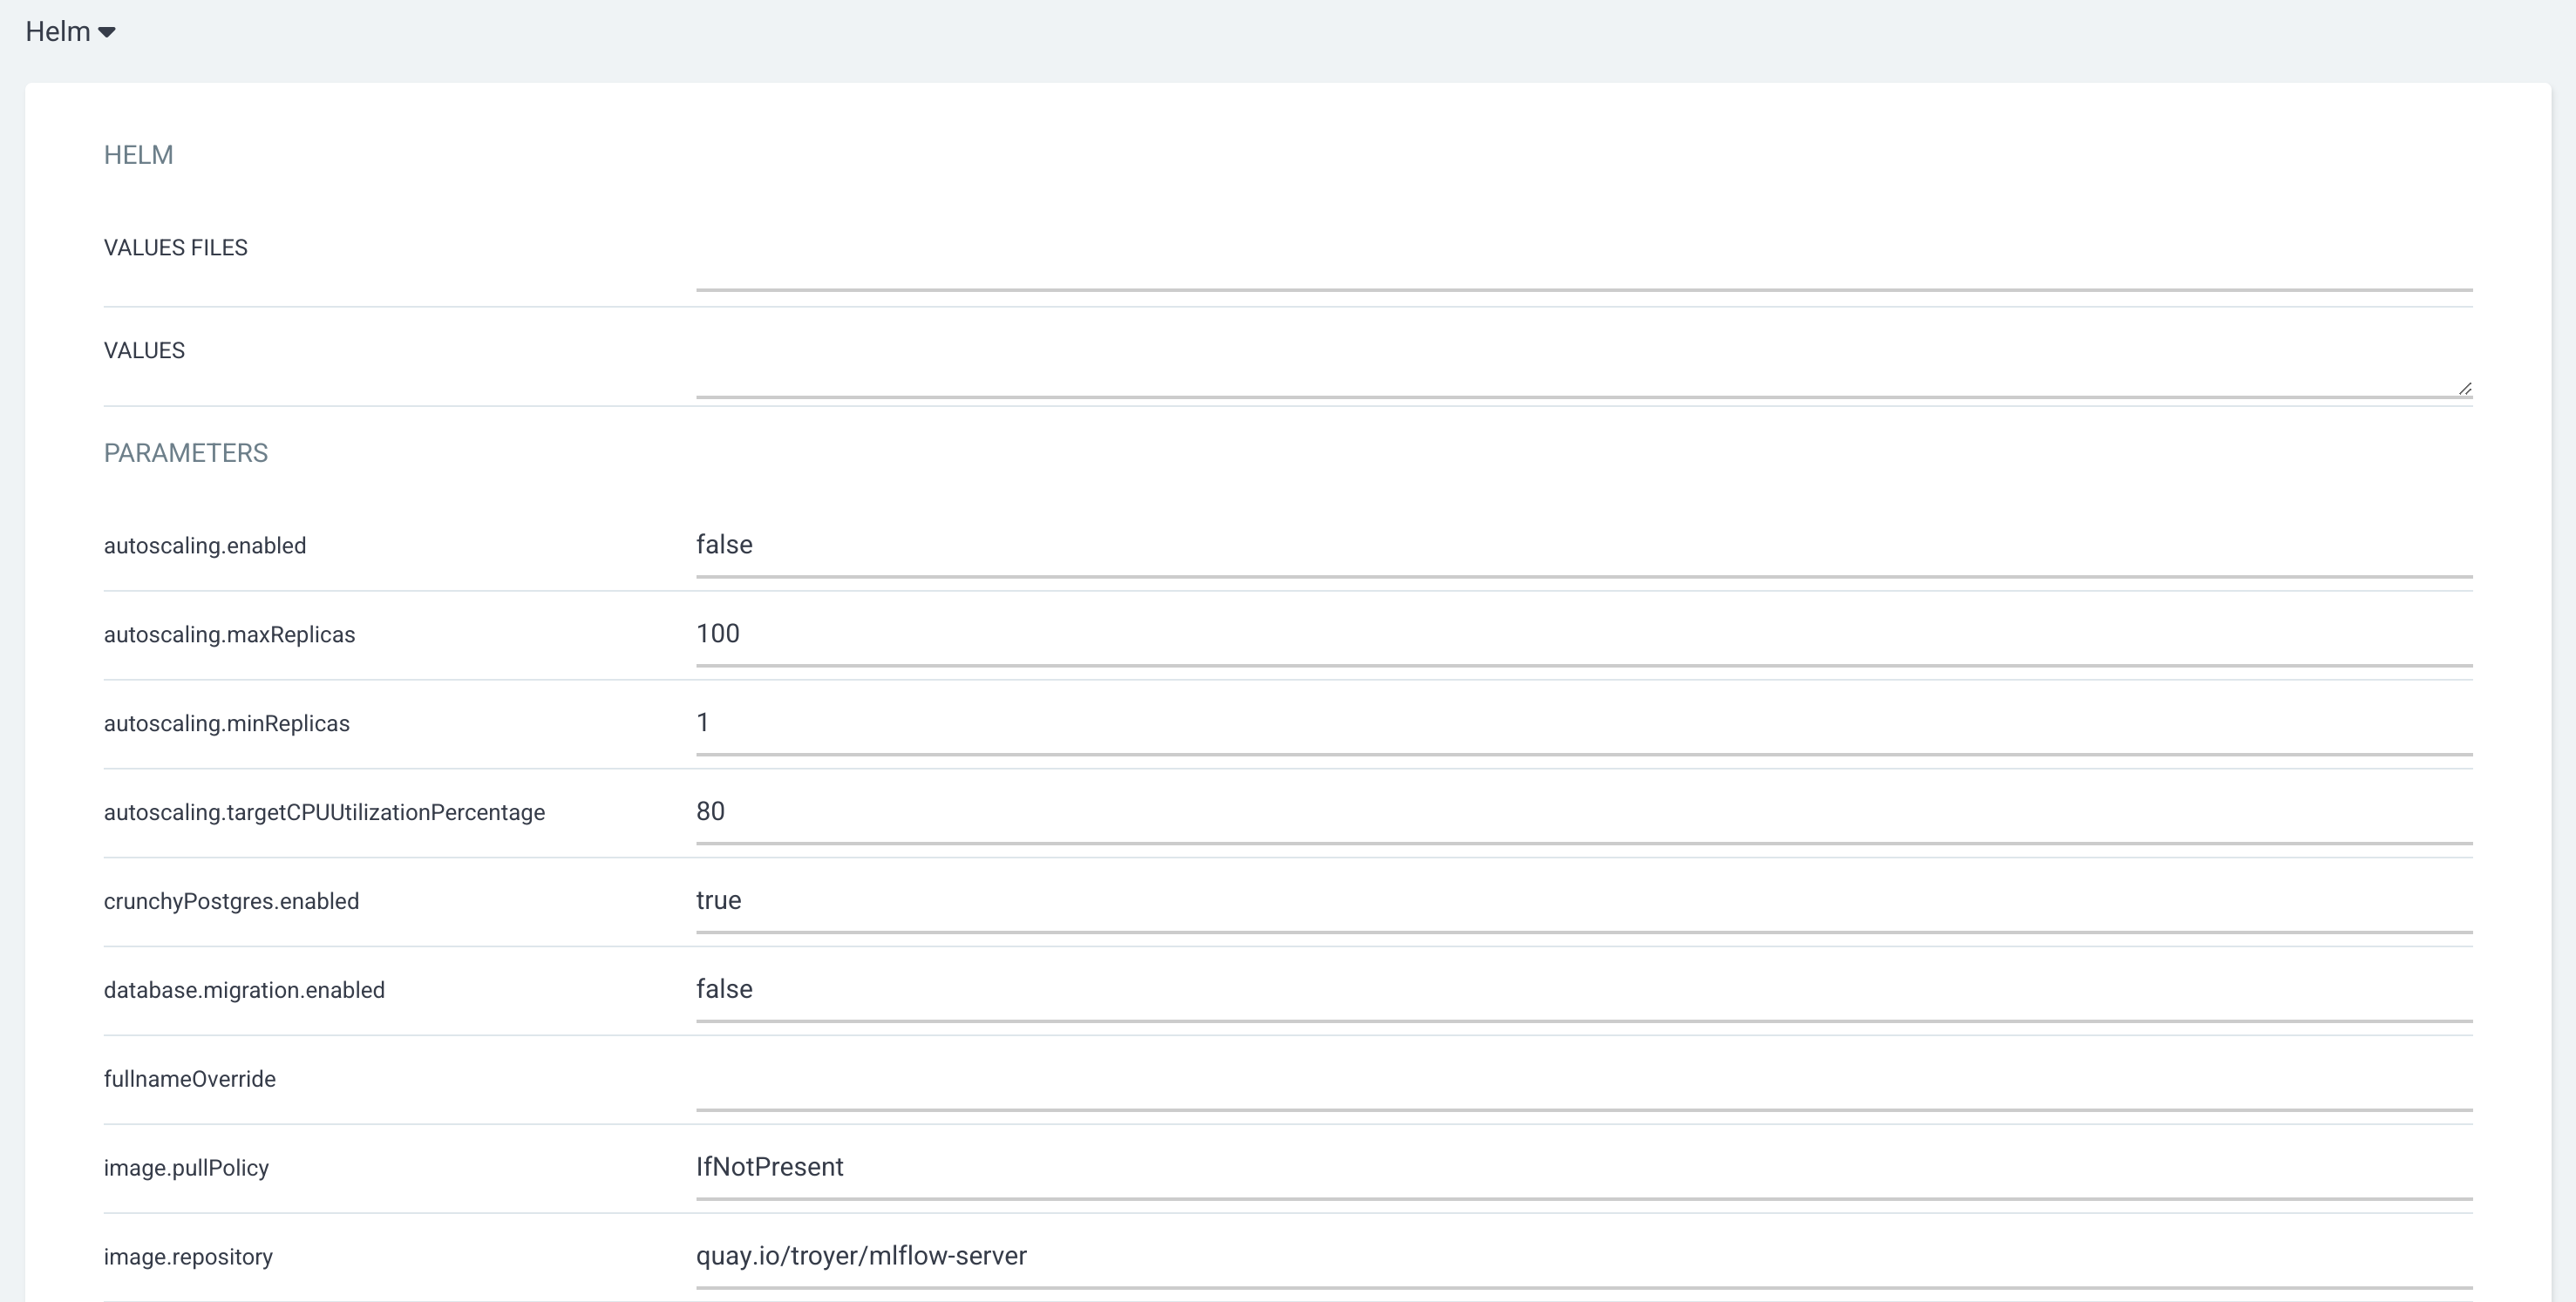 Helm
HELM
VALUES FILES
VALUES
PARAMETERS
autoscaling.enabled false
autoscaling.maxReplicas 100
autoscaling.minReplicas 1
autoscaling.targetCPUUtilizationPercentage 80
crunchyPostgres.enabled true
database.migration.enabled false
fullnameOverride
image.pullPolicy IfNotPresent
image.repository quay.io/troyer/mlflow-server